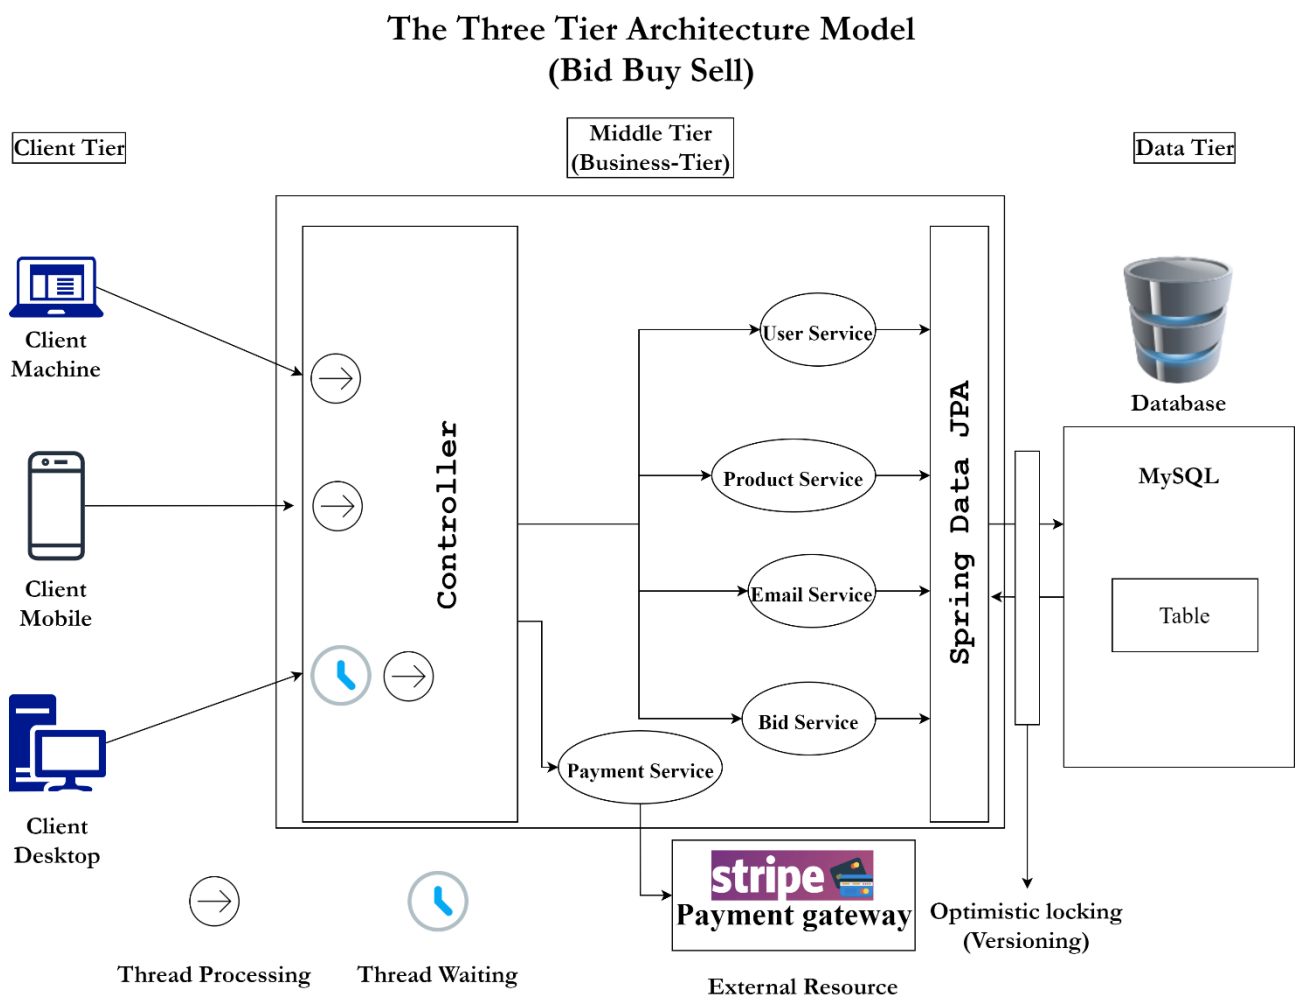 The Three Tier Architecture Model
(Bid Buy Sell)
Client Tier
Middle Tier
(Business-Tier)
Data Tier
Client
Machine
Client
Mobile
Client
Desktop
Controller
User Service
Product Service
Email Service
Bid Service
Payment Service
Spring Data JPA
Database
MySQL
Table
stripe
Payment gateway
External Resource
Optimistic locking
(Versioning)
Thread Processing
Thread Waiting